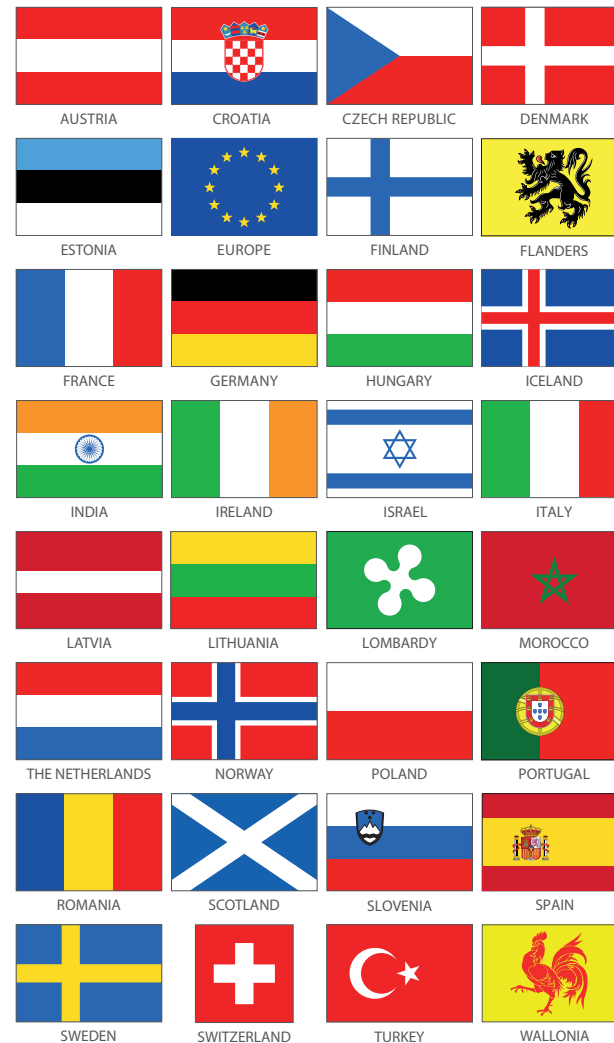 AUSTRIA
CROATIA
CZECH REPUBLIC
DENMARK
ESTONIA
EUROPE
FINLAND
FLANDERS
FRANCE
GERMANY
HUNGARY
ICELAND
INDIA
IRELAND
ISRAEL
ITALY
LATVIA
LITHUANIA
LOMBARDY
MOROCCO
THE NETHERLANDS
NORWAY
POLAND
PORTUGAL
ROMANIA
SCOTLAND
SLOVENIA
SPAIN
SWEDEN
SWITZERLAND
TURKEY
WALLONIA